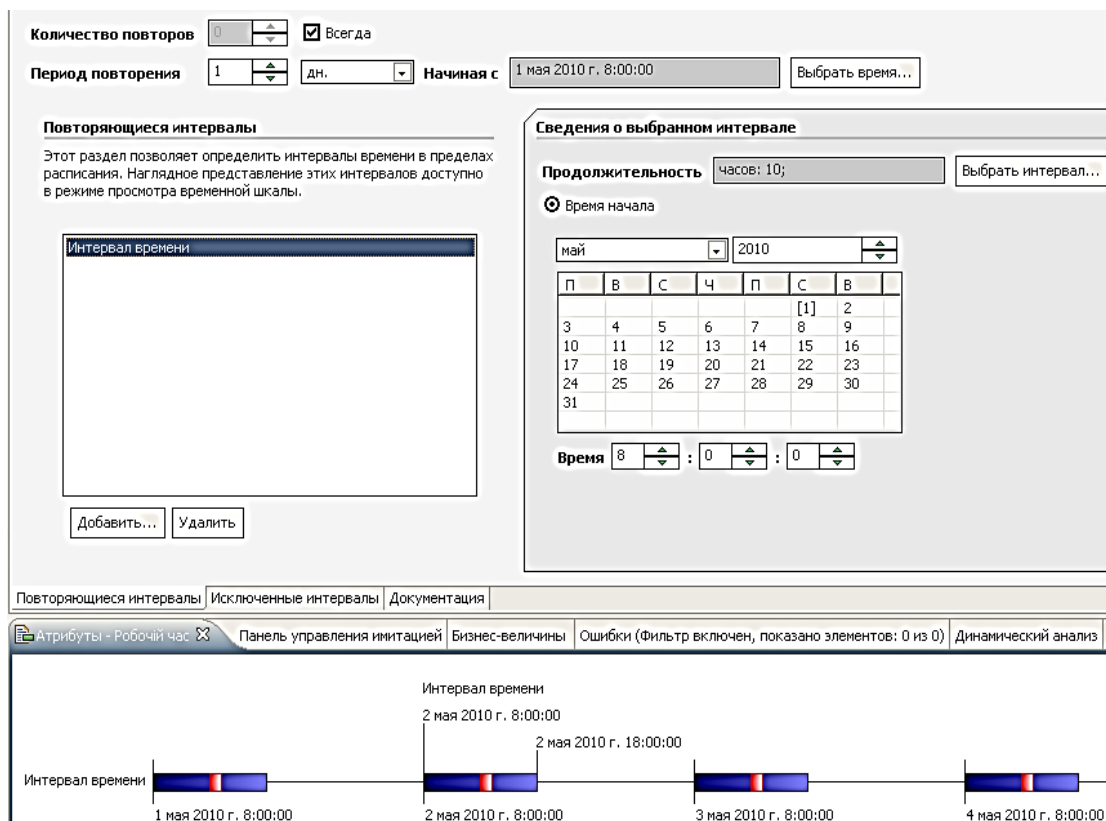 Количество повторов 0 Всегда
Период повторения 1 дн. Начиная с 1 мая 2010 г. 8:00:00 Выбрать время...
Повторяющиеся интервалы
Этот раздел позволяет определить интервалы времени в пределах
расписания. Наглядное представление этих интервалов доступно
в режиме просмотра временной шкалы.
Интервал времени
Добавить... Удалить
Сведения о выбранном интервале
Продолжительность часов: 10; Выбрать интервал...
Время начала
май 2010
П В С Ч П С В
[1] 2
3 4 5 6 7 8 9
10 11 12 13 14 15 16
17 18 19 20 21 22 23
24 25 26 27 28 29 30
31
Время 8 : 0 : 0
Повторяющиеся интервалы Исключенные интервалы Документация
Атрибуты - Робочій час Панель управления имитацией Бизнес-величины Ошибки (Фильтр включен, показано элементов: 0 из 0) Динамический анализ
Интервал времени
2 мая 2010 г. 8:00:00
2 мая 2010 г. 18:00:00
Интервал времени
1 мая 2010 г. 8:00:00 2 мая 2010 г. 8:00:00 3 мая 2010 г. 8:00:00 4 мая 2010 г. 8:00:00